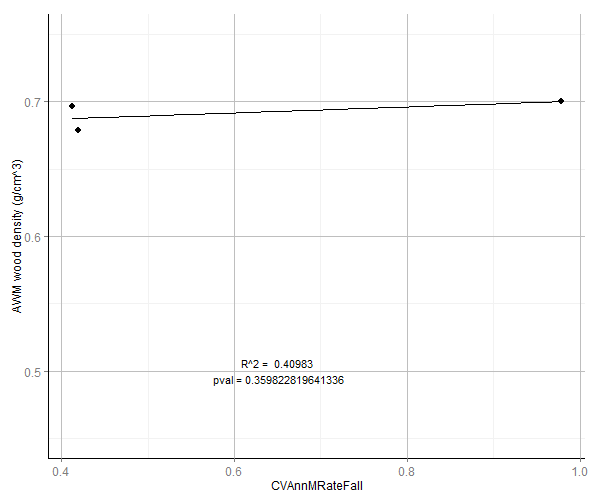 AWM wood density (g/cm^3)
0.7
0.6
0.5
R^2 = 0.40983
pval = 0.359822819641336
0.4 0.6 0.8 1.0
CVAnnMRateFall